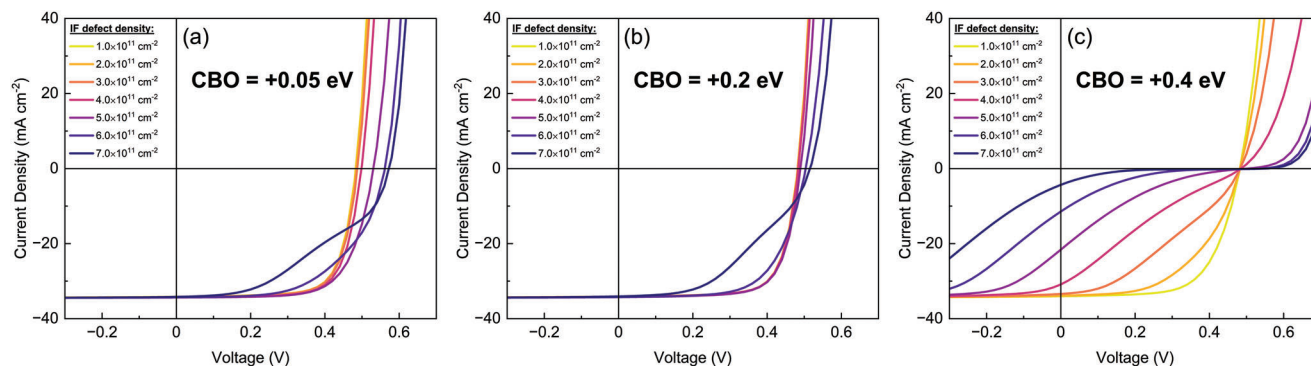 (a)
CBO = +0.05 eV
IF defect density:
1.0×10¹¹ cm⁻²
2.0×10¹¹ cm⁻²
3.0×10¹¹ cm⁻²
4.0×10¹¹ cm⁻²
5.0×10¹¹ cm⁻²
6.0×10¹¹ cm⁻²
7.0×10¹¹ cm⁻²
40
20
0
−20
−40
Current Density (mA cm⁻²)
−0.2
0
0.2
0.4
0.6
Voltage (V)
(b)
CBO = +0.2 eV
IF defect density:
1.0×10¹¹ cm⁻²
2.0×10¹¹ cm⁻²
3.0×10¹¹ cm⁻²
4.0×10¹¹ cm⁻²
5.0×10¹¹ cm⁻²
6.0×10¹¹ cm⁻²
7.0×10¹¹ cm⁻²
40
20
0
−20
−40
Current Density (mA cm⁻²)
−0.2
0
0.2
0.4
0.6
Voltage (V)
(c)
CBO = +0.4 eV
IF defect density:
1.0×10¹¹ cm⁻²
2.0×10¹¹ cm⁻²
3.0×10¹¹ cm⁻²
4.0×10¹¹ cm⁻²
5.0×10¹¹ cm⁻²
6.0×10¹¹ cm⁻²
7.0×10¹¹ cm⁻²
40
20
0
−20
−40
Current Density (mA cm⁻²)
−0.2
0
0.2
0.4
0.6
Voltage (V)